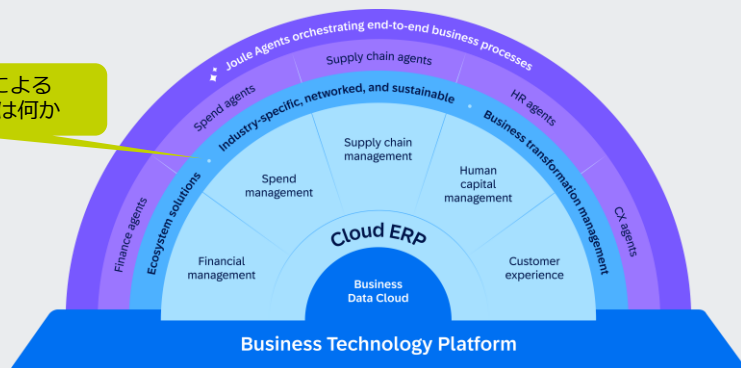 Joule Agents orchestrating end-to-end business processes
Supply chain agents
による
は何か
Spend agents
HR agents
Industry-specific, networked, and sustainable
Business transformation management
Supply chain
management
Spend
management
Human
capital
management
Ecosystem solutions
Finance agents
CX agents
Cloud ERP
Financial
management
Customer
experience
Business
Data Cloud
Business Technology Platform